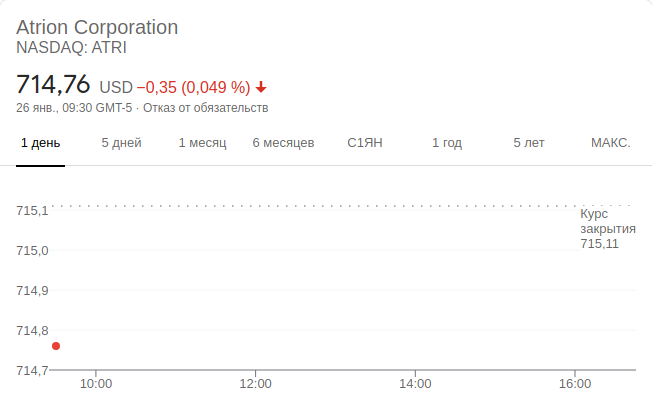 Atrion Corporation
NASDAQ: ATRI
714,76 USD −0,35 (0,049 %)
26 янв., 09:30 GMT-5 · Отказ от обязательств
1 день 5 дней 1 месяц 6 месяцев С1ЯН 1 год 5 лет МАКС.
715,1
Курс
закрытия
715,11
715,0
714,9
714,8
714,7
10:00 12:00 14:00 16:00